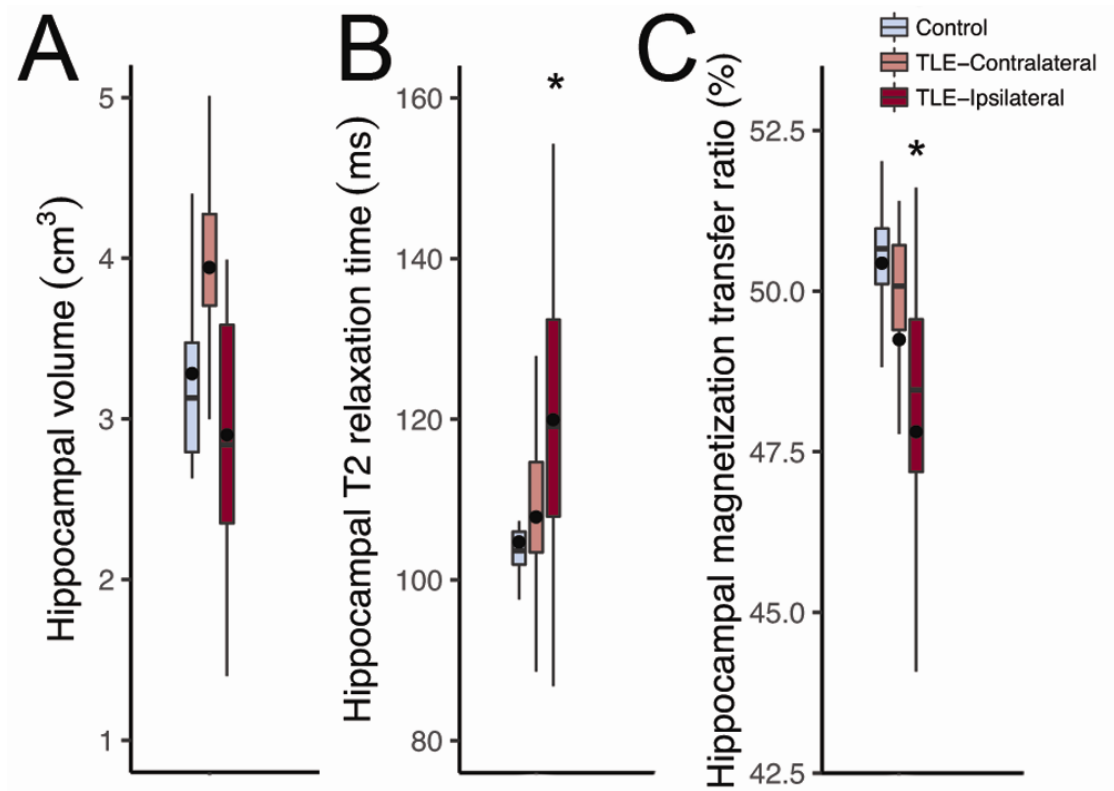 A
Hippocampal volume (cm³)
5
4
3
2
1
B
Hippocampal T2 relaxation time (ms)
160
140
120
100
80
*
C
Hippocampal magnetization transfer ratio (%)
52.5
50.0
47.5
45.0
42.5
*
Control
TLE−Contralateral
TLE−Ipsilateral